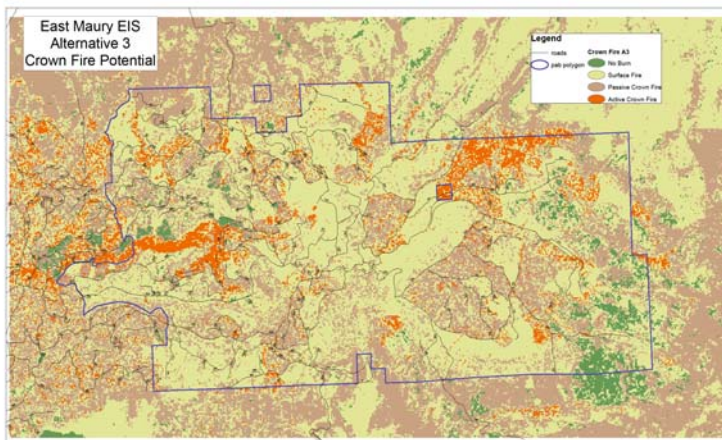 East Maury EIS
Alternative 3
Crown Fire Potential
Legend
roads
pab polygon
Crown Fire A3
No Burn
Surface Fire
Passive Crown Fire
Active Crown Fire